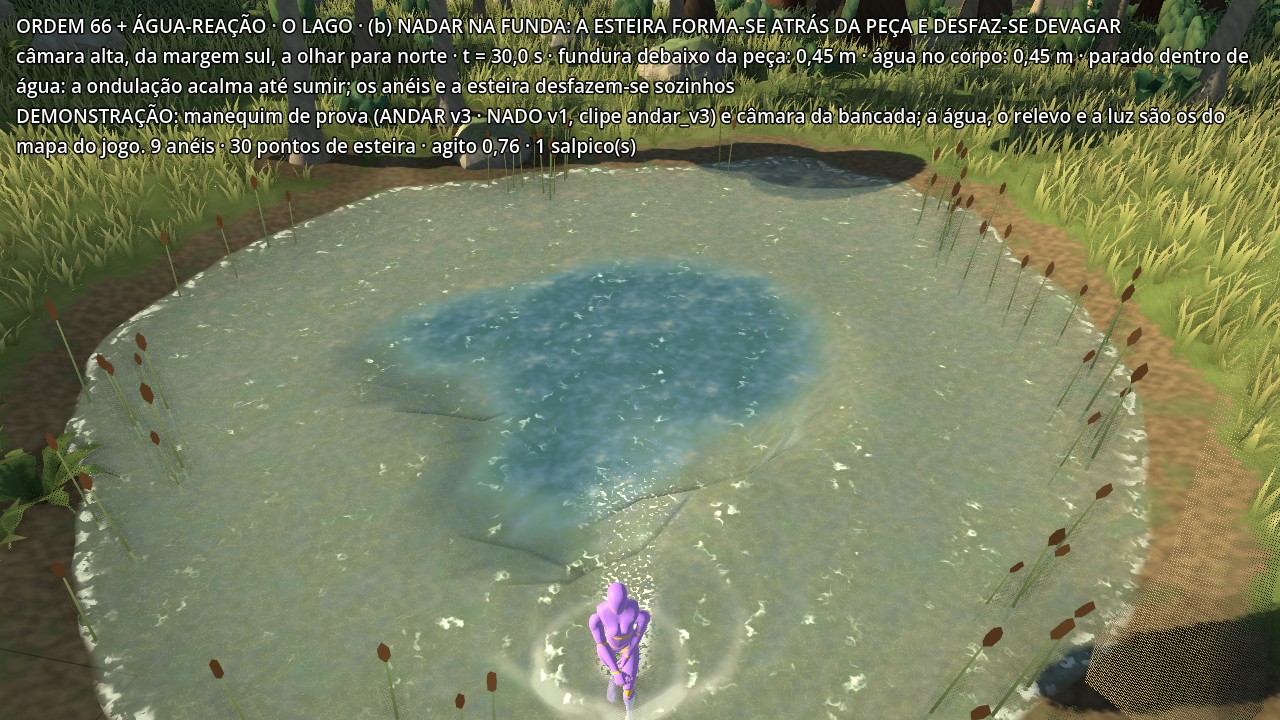 ORDEM 66 + ÁGUA-REAÇÃO · O LAGO · (b) NADAR NA FUNDA: A ESTEIRA FORMA-SE ATRÁS DA PEÇA E DESFAZ-SE DEVAGAR
câmara alta, da margem sul, a olhar para norte · t = 30,0 s · fundura debaixo da peça: 0,45 m · água no corpo: 0,45 m · parado dentro de
água: a ondulação acalma até sumir; os anéis e a esteira desfazem-se sozinhos
DEMONSTRAÇÃO: manequim de prova (ANDAR v3 · NADO v1, clipe andar_v3) e câmara da bancada; a água, o relevo e a luz são os do
mapa do jogo. 9 anéis · 30 pontos de esteira · agito 0,76 · 1 salpico(s)